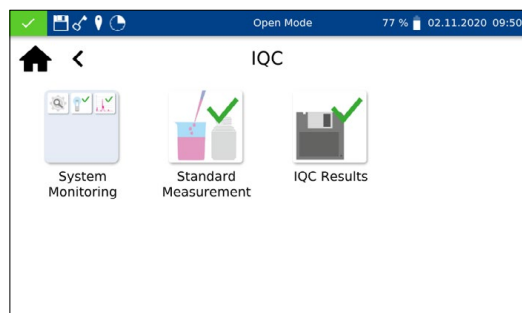 Open Mode
77 % 02.11.2020 09:50
IQC
System
Monitoring
Standard
Measurement
IQC Results